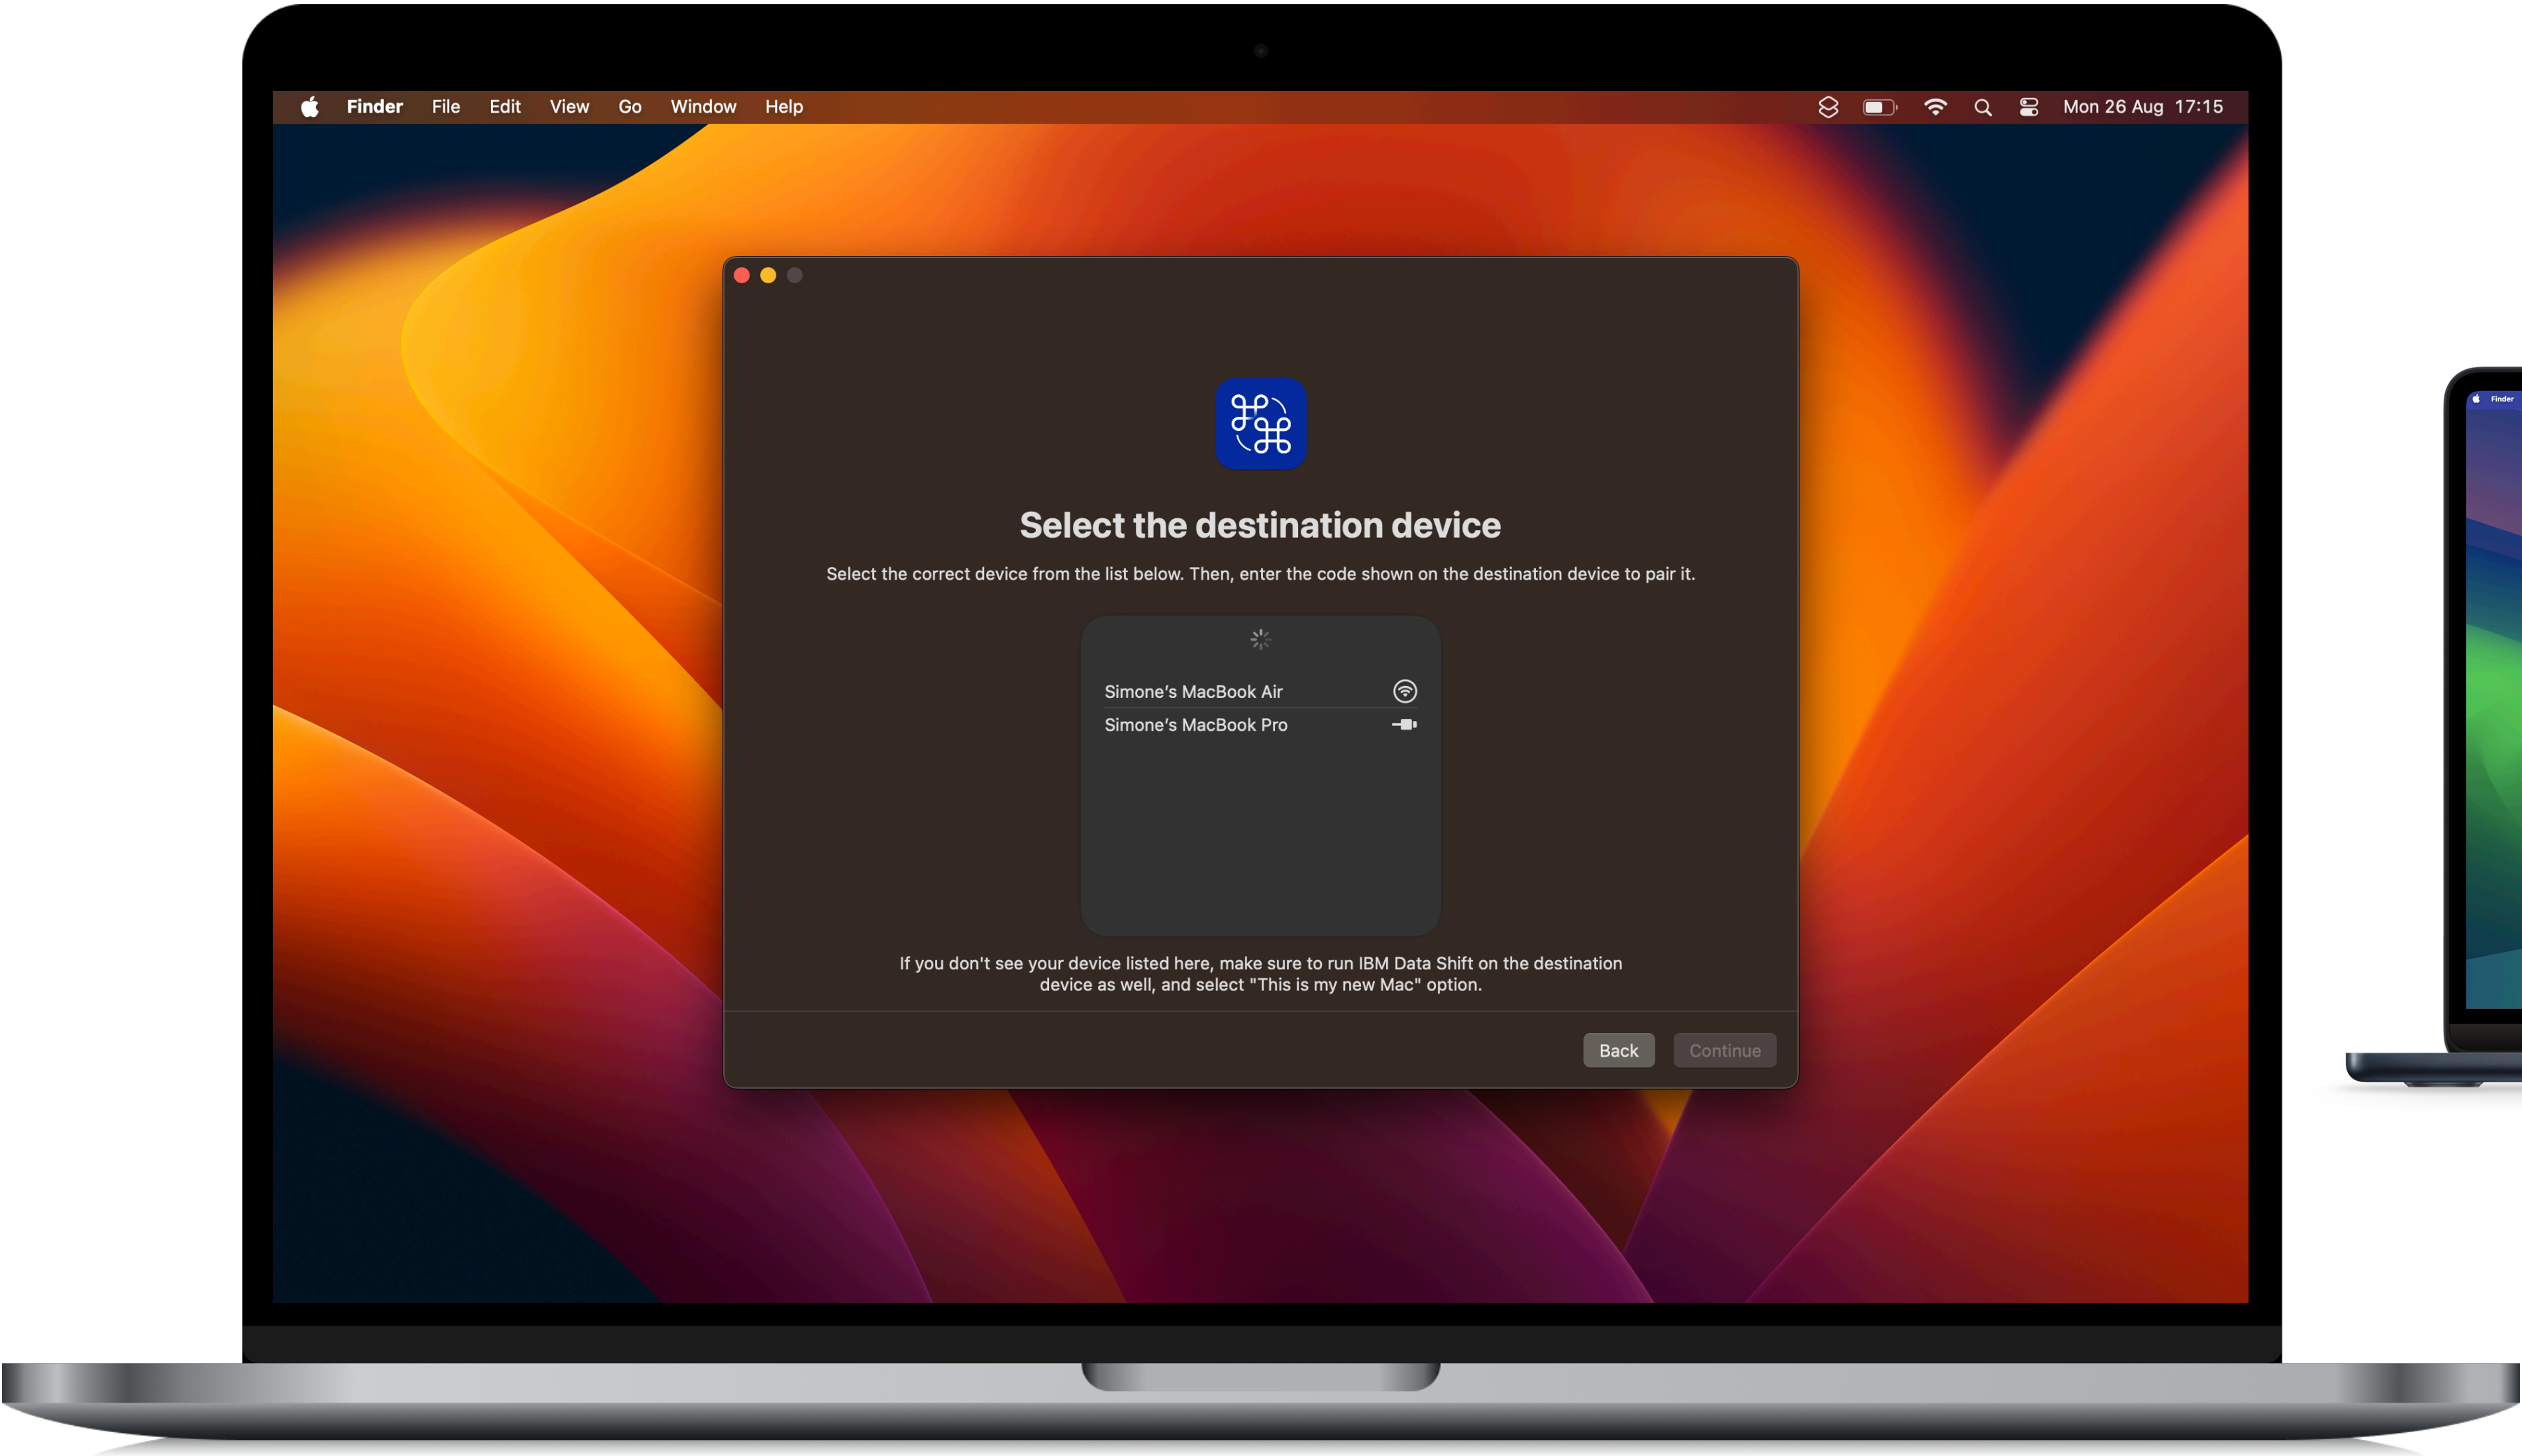 Finder File Edit View Go Window Help Mon 26 Aug 17:15
Finder
Select the destination device
Select the correct device from the list below. Then, enter the code shown on the destination device to pair it.
Simone’s MacBook Air
Simone’s MacBook Pro
If you don't see your device listed here, make sure to run IBM Data Shift on the destination
device as well, and select "This is my new Mac" option.
Back Continue